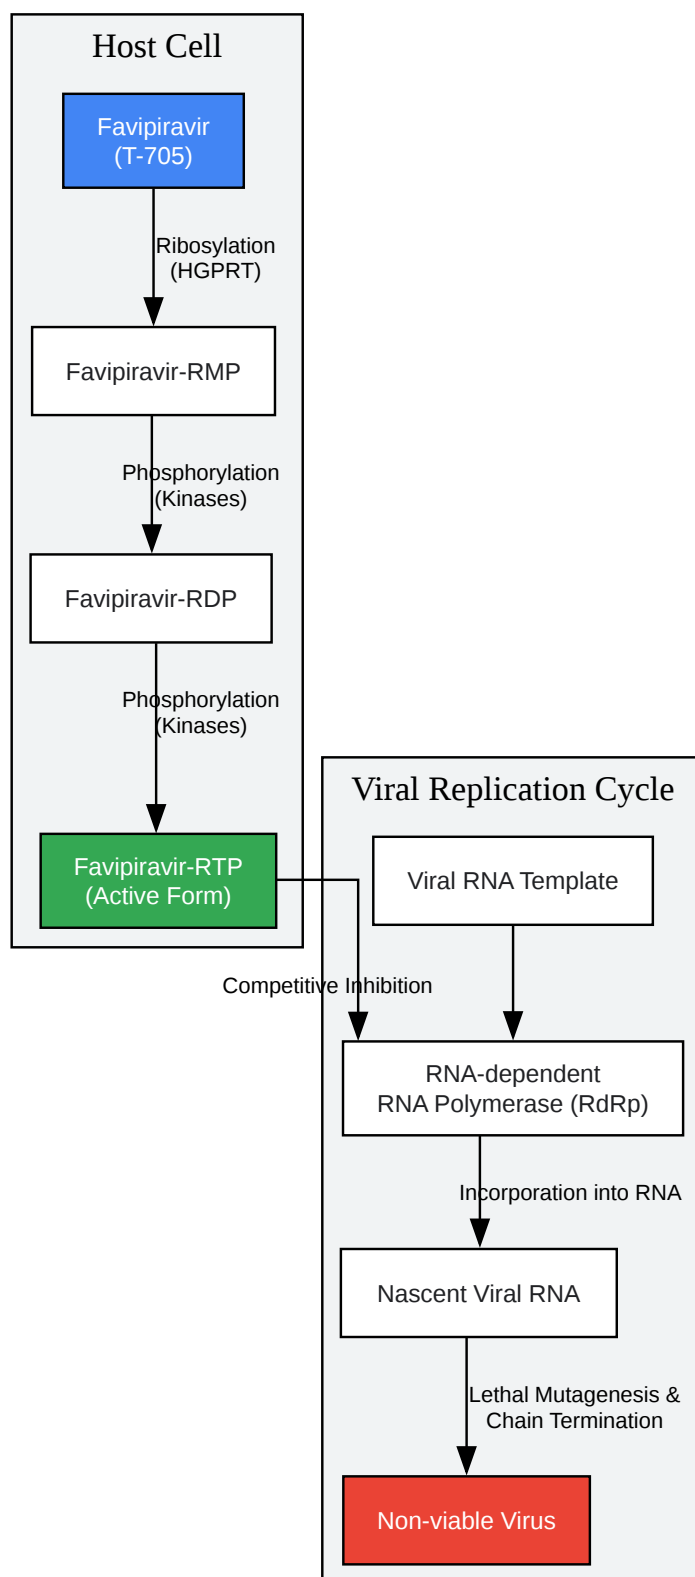 Host Cell
Favipiravir
(T-705)
Ribosylation
(HGPRT)
Favipiravir-RMP
Phosphorylation
(Kinases)
Favipiravir-RDP
Phosphorylation
(Kinases)
Favipiravir-RTP
(Active Form)
Viral Replication Cycle
Viral RNA Template
Competitive Inhibition
RNA-dependent
RNA Polymerase (RdRp)
Incorporation into RNA
Nascent Viral RNA
Lethal Mutagenesis &
Chain Termination
Non-viable Virus